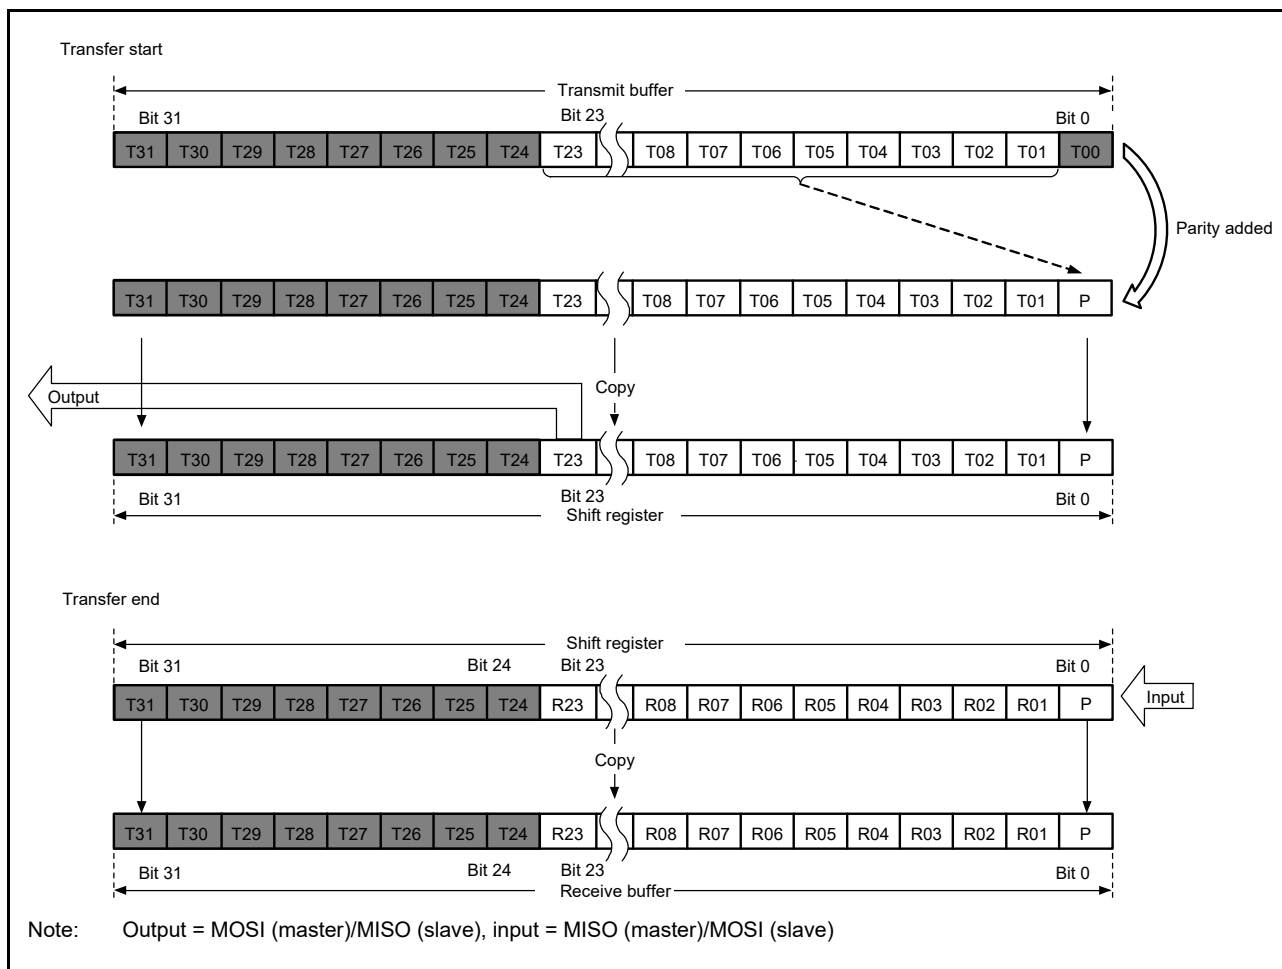 Transfer start
Transmit buffer
Bit 31 Bit 23 Bit 0
T31 T30 T29 T28 T27 T26 T25 T24 T23 T08 T07 T06 T05 T04 T03 T02 T01 T00
Parity added
T31 T30 T29 T28 T27 T26 T25 T24 T23 T08 T07 T06 T05 T04 T03 T02 T01 P
Output Copy
T31 T30 T29 T28 T27 T26 T25 T24 T23 T08 T07 T06 T05 T04 T03 T02 T01 P
Bit 31 Bit 23 Bit 0
Shift register
Transfer end
Shift register
Bit 31 Bit 24 Bit 23 Bit 0
T31 T30 T29 T28 T27 T26 T25 T24 R23 R08 R07 R06 R05 R04 R03 R02 R01 P Input
Copy
T31 T30 T29 T28 T27 T26 T25 T24 R23 R08 R07 R06 R05 R04 R03 R02 R01 P
Bit 31 Bit 24 Bit 23 Bit 0
Receive buffer
Note: Output = MOSI (master)/MISO (slave), input = MISO (master)/MOSI (slave)